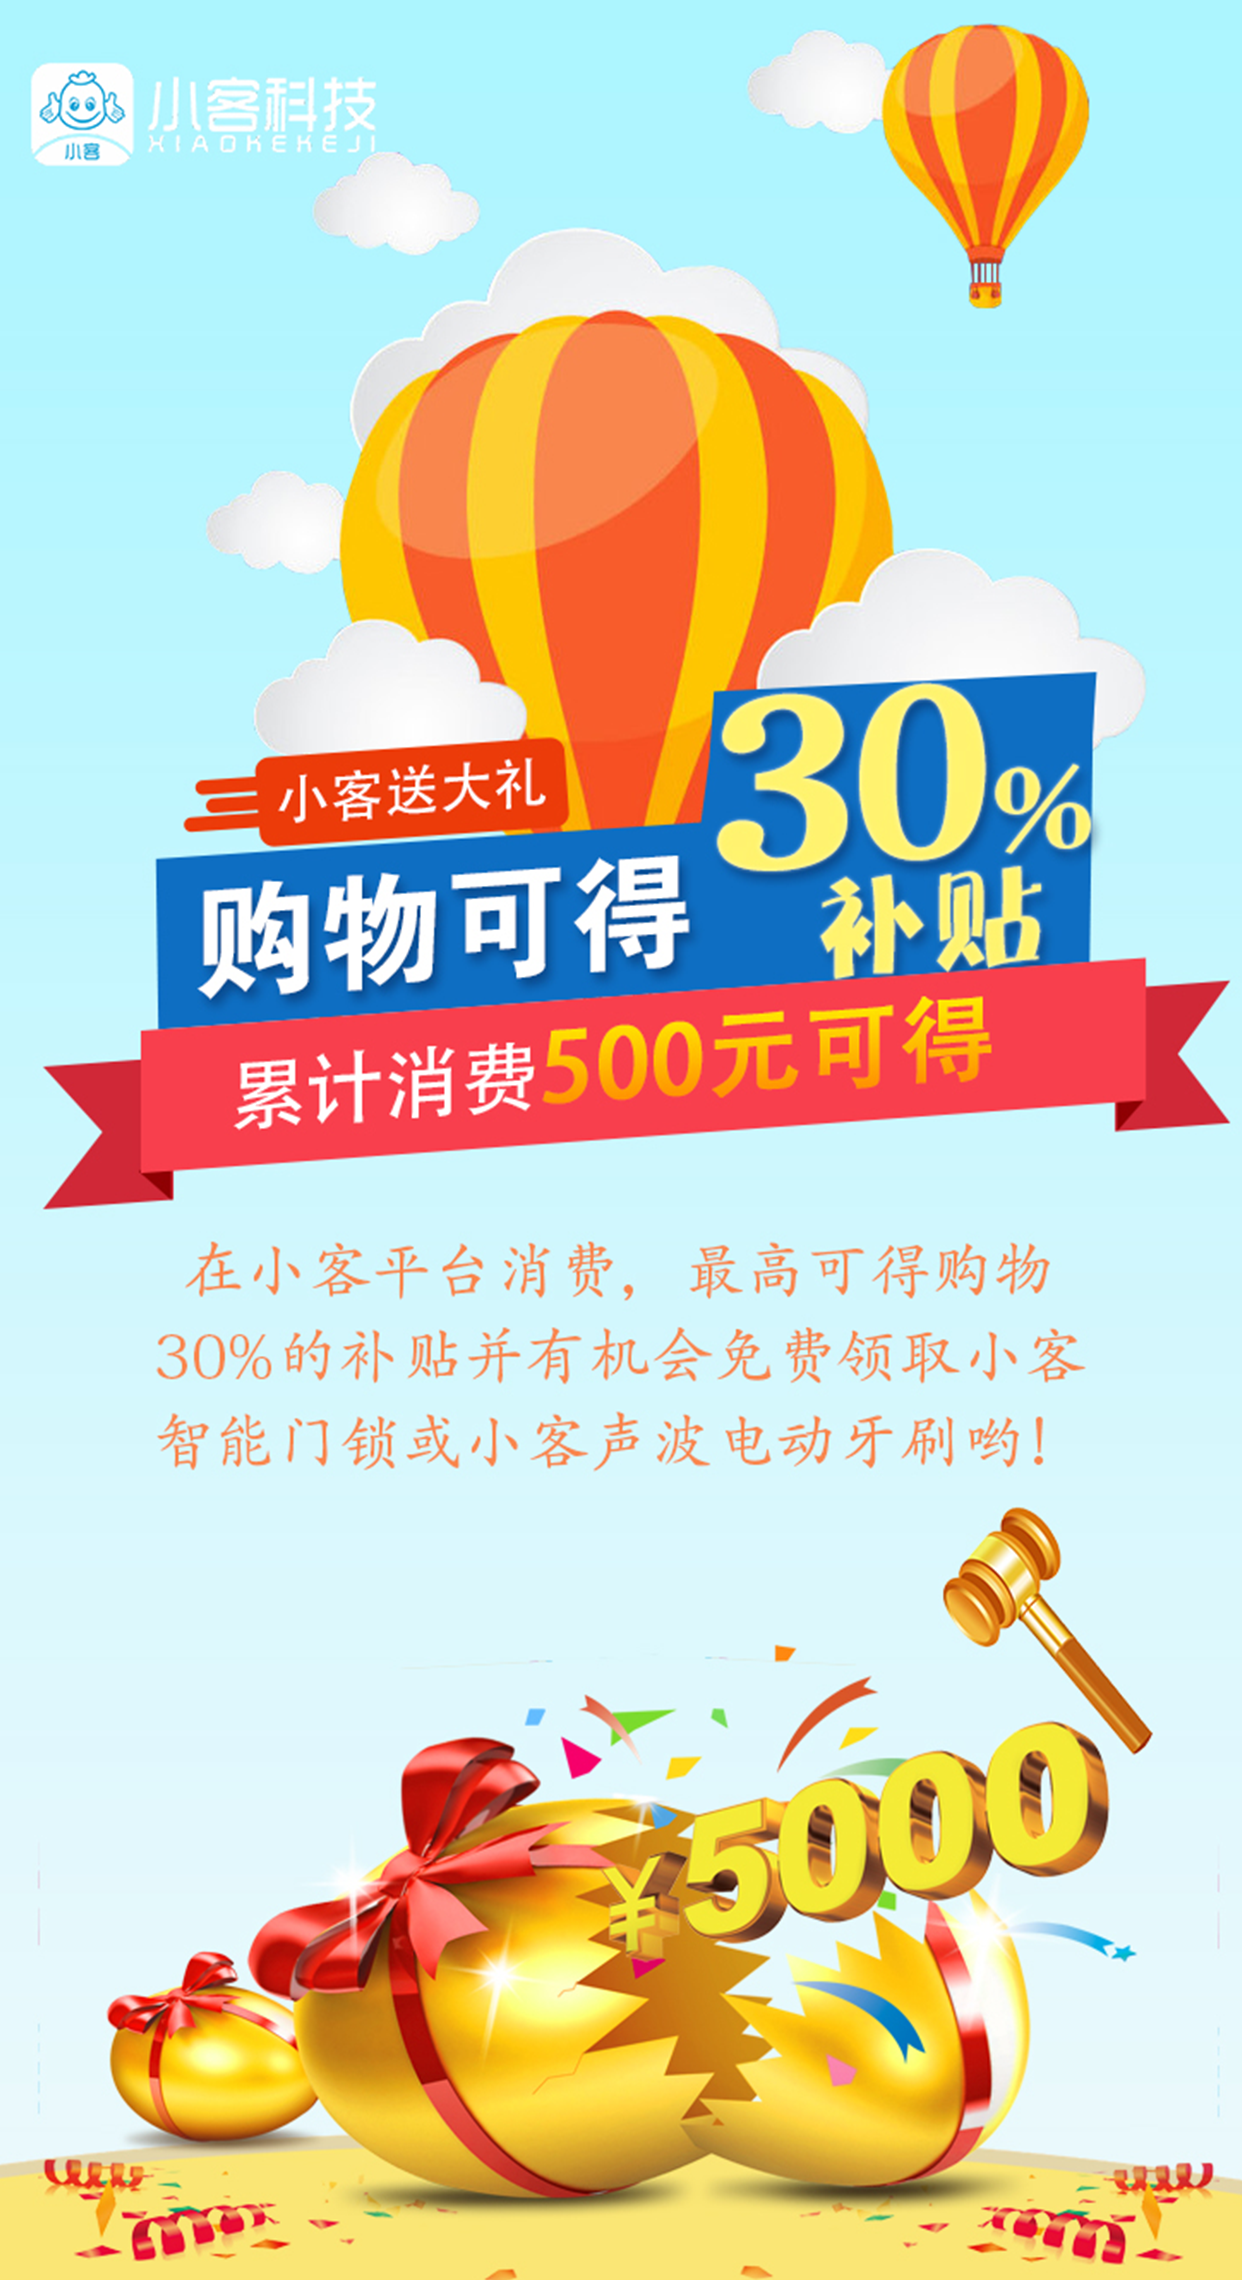 小客
小客科技
XIAOKEKEJI
小客送大礼
30%
补贴
购物可得
累计消费500元可得
在小客平台消费，最高可得购物
30%的补贴并有机会免费领取小客
智能门锁或小客声波电动牙刷哟！
¥5000